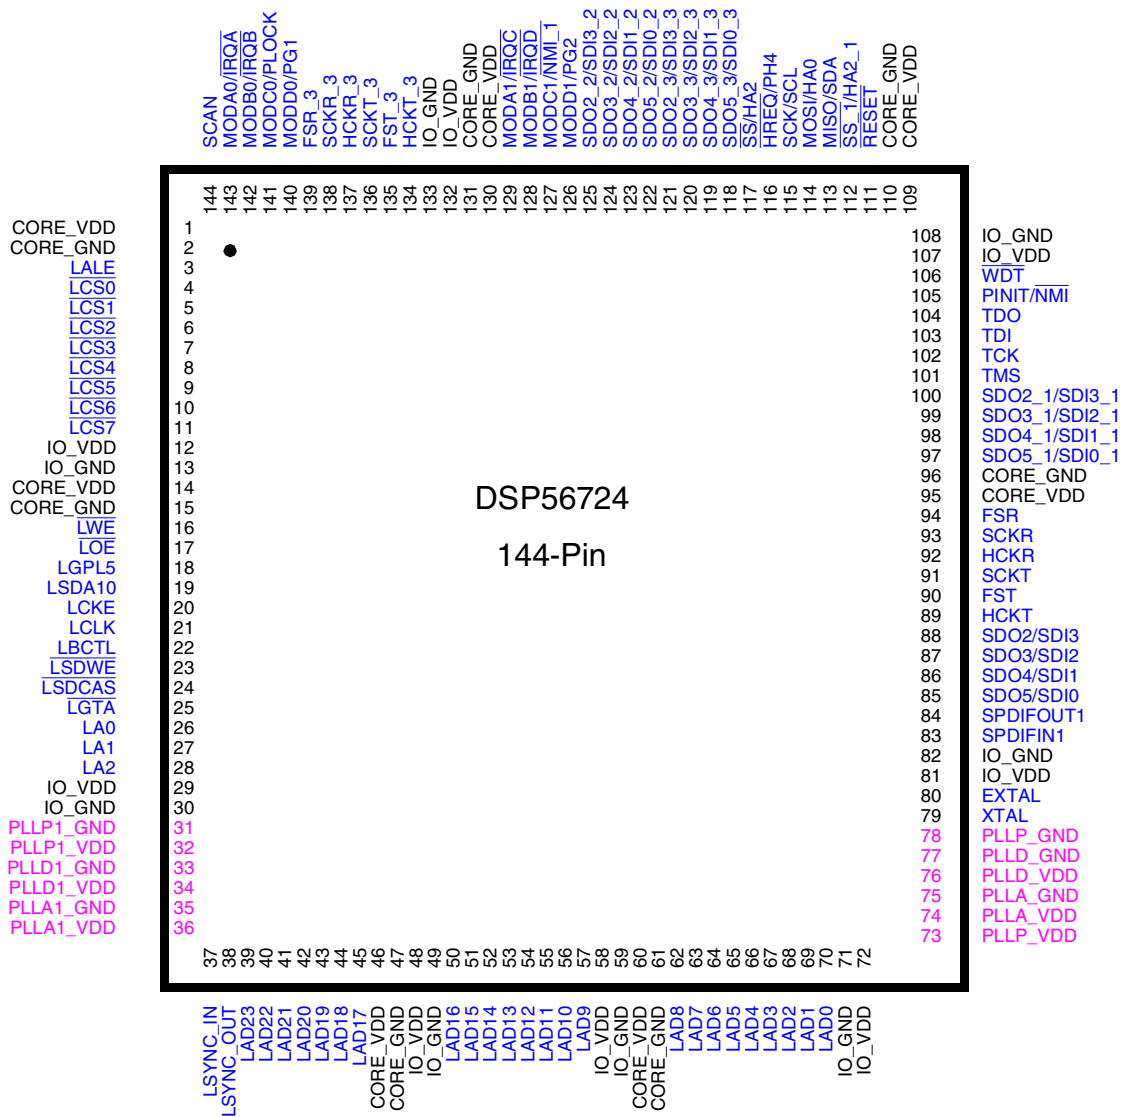 SCAN
MODA0/IRQA
MODB0/IRQB
MODC0/PLOCK
MODD0/PG1
FSR_3
SCKR_3
HCKR_3
SCKT_3
FST_3
HCKT_3
IO_GND
IO_VDD
CORE_GND
CORE_VDD
MODA1/IRQC
MODB1/IRQD
MODC1/NMI_1
MODD1/PG2
SDO2_2/SDI3_2
SDO3_2/SDI2_2
SDO4_2/SDI1_2
SDO5_2/SDI0_2
SDO2_3/SDI3_3
SDO3_3/SDI2_3
SDO4_3/SDI1_3
SDO5_3/SDI0_3
SS/HA2
HREQ/PH4
SCK/SCL
MOSI/HA0
MISO/SDA
SS_1/HA2_1
RESET
CORE_GND
CORE_VDD
144
143
142
141
140
139
138
137
136
135
134
133
132
131
130
129
128
127
126
125
124
123
122
121
120
119
118
117
116
115
114
113
112
111
110
109
CORE_VDD 1
CORE_GND 2
LALE 3
LCS0 4
LCS1 5
LCS2 6
LCS3 7
LCS4 8
LCS5 9
LCS6 10
LCS7 11
IO_VDD 12
IO_GND 13
CORE_VDD 14
CORE_GND 15
LWE 16
LOE 17
LGPL5 18
LSDA10 19
LCKE 20
LCLK 21
LBCTL 22
LSDWE 23
LSDCAS 24
LGTA 25
LA0 26
LA1 27
LA2 28
IO_VDD 29
IO_GND 30
PLLP1_GND 31
PLLP1_VDD 32
PLLD1_GND 33
PLLD1_VDD 34
PLLA1_GND 35
PLLA1_VDD 36
DSP56724
144-Pin
108 IO_GND
107 IO_VDD
106 WDT
105 PINIT/NMI
104 TDO
103 TDI
102 TCK
101 TMS
100 SDO2_1/SDI3_1
99 SDO3_1/SDI2_1
98 SDO4_1/SDI1_1
97 SDO5_1/SDI0_1
96 CORE_GND
95 CORE_VDD
94 FSR
93 SCKR
92 HCKR
91 SCKT
90 FST
89 HCKT
88 SDO2/SDI3
87 SDO3/SDI2
86 SDO4/SDI1
85 SDO5/SDI0
84 SPDIFOUT1
83 SPDIFIN1
82 IO_GND
81 IO_VDD
80 EXTAL
79 XTAL
78 PLLP_GND
77 PLLD_GND
76 PLLD_VDD
75 PLLA_GND
74 PLLA_VDD
73 PLLP_VDD
37
38
39
40
41
42
43
44
45
46
47
48
49
50
51
52
53
54
55
56
57
58
59
60
61
62
63
64
65
66
67
68
69
70
71
72
LSYNC_IN
LSYNC_OUT
LAD23
LAD22
LAD21
LAD20
LAD19
LAD18
LAD17
CORE_VDD
CORE_GND
IO_VDD
IO_GND
LAD16
LAD15
LAD14
LAD13
LAD12
LAD11
LAD10
LAD9
IO_VDD
IO_GND
CORE_VDD
CORE_GND
LAD8
LAD7
LAD6
LAD5
LAD4
LAD3
LAD2
LAD1
LAD0
IO_GND
IO_VDD